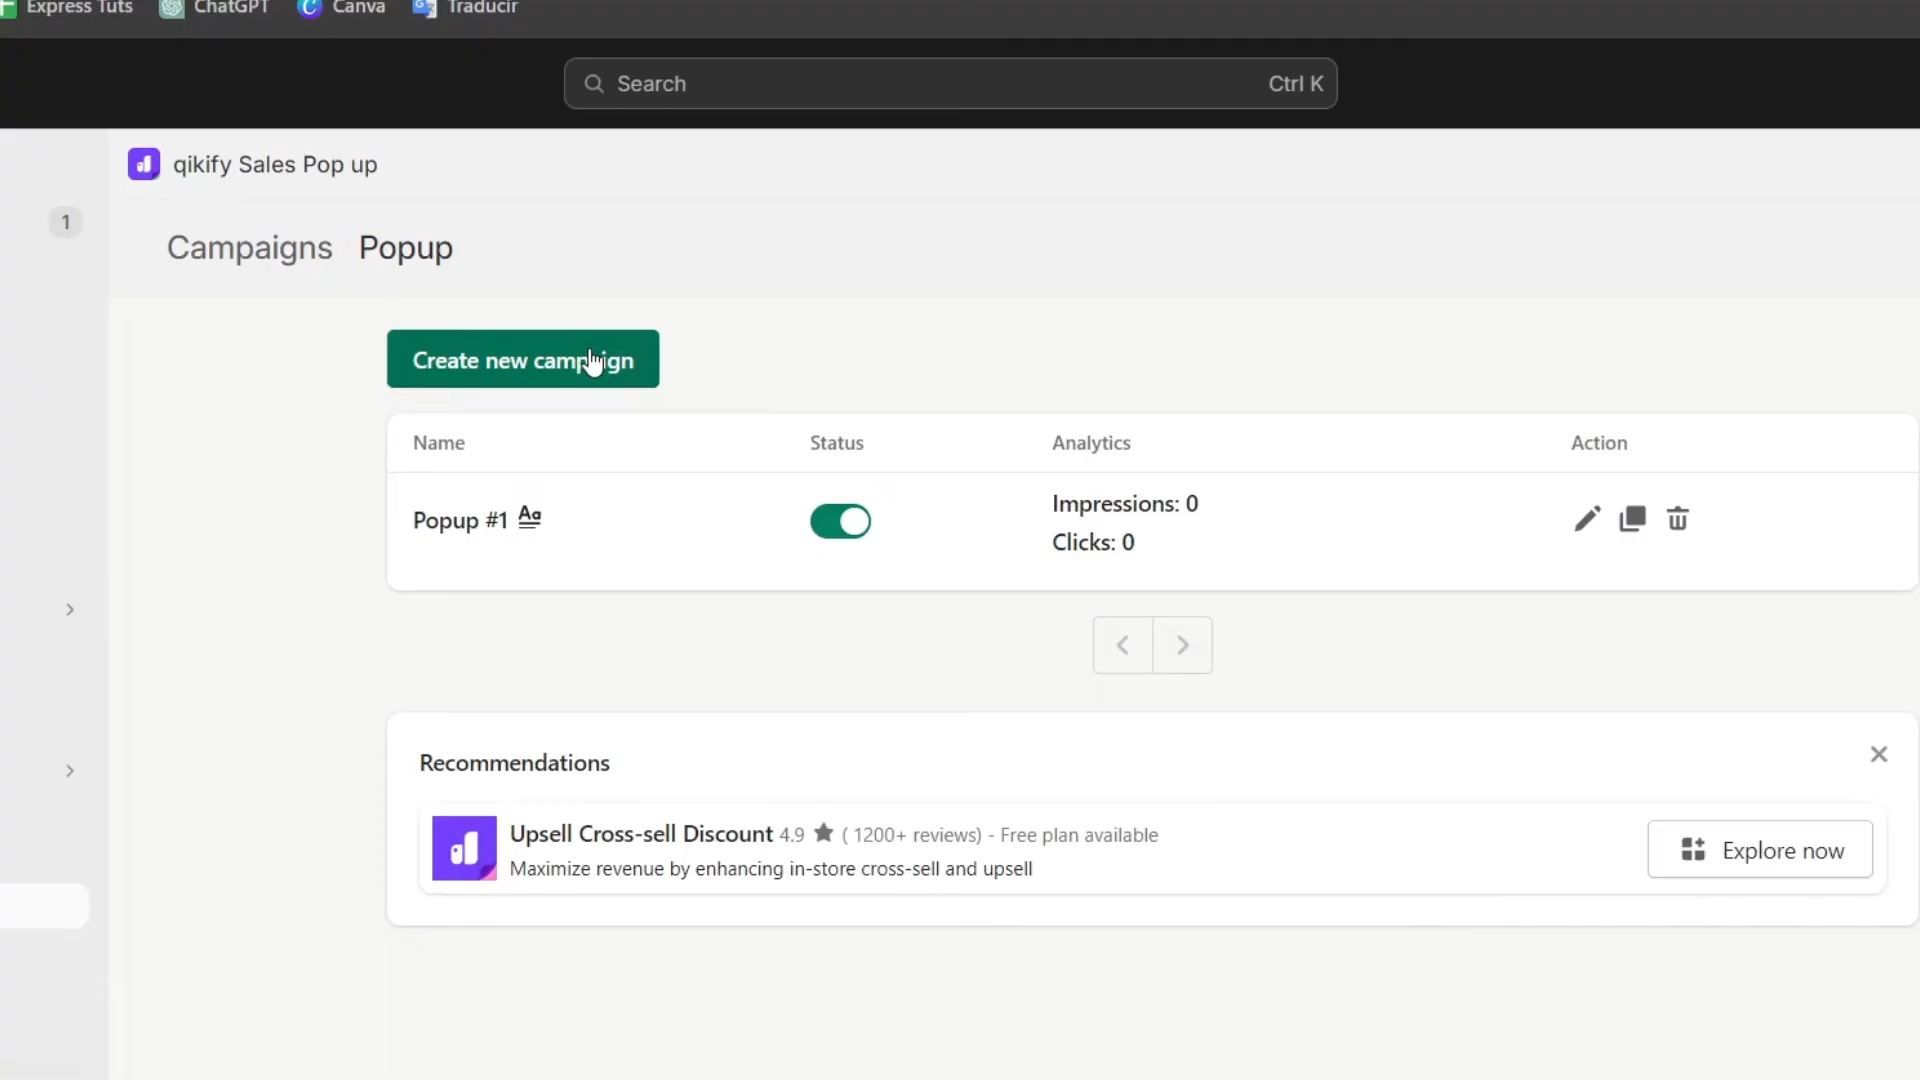 Express Tuts ChatGPT Canva Traducir
Search Ctrl K
qikify Sales Pop up
1
Campaigns Popup
Create new campaign
Name Status Analytics Action
Popup #1 Aa
Impressions: 0
Clicks: 0
Recommendations
Upsell Cross-sell Discount 4.9 ★ ( 1200+ reviews) - Free plan available
Maximize revenue by enhancing in-store cross-sell and upsell
Explore now